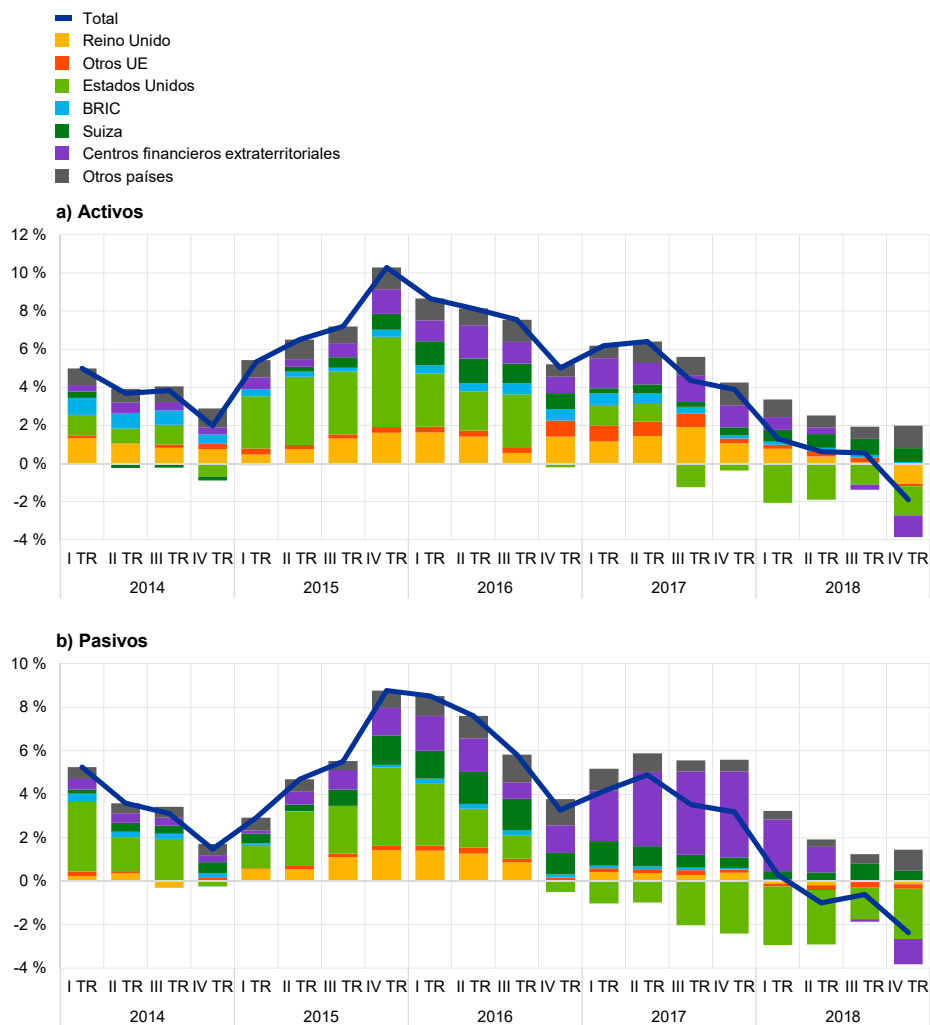 Total
Reino Unido
Otros UE
Estados Unidos
BRIC
Suiza
Centros financieros extraterritoriales
Otros países
a) Activos
12 %
10 %
8 %
6 %
4 %
2 %
0 %
-2 %
-4 %
I TR II TR III TR IV TR I TR II TR III TR IV TR I TR II TR III TR IV TR I TR II TR III TR IV TR I TR II TR III TR IV TR
2014 2015 2016 2017 2018
b) Pasivos
10 %
8 %
6 %
4 %
2 %
0 %
-2 %
-4 %
I TR II TR III TR IV TR I TR II TR III TR IV TR I TR II TR III TR IV TR I TR II TR III TR IV TR I TR II TR III TR IV TR
2014 2015 2016 2017 2018